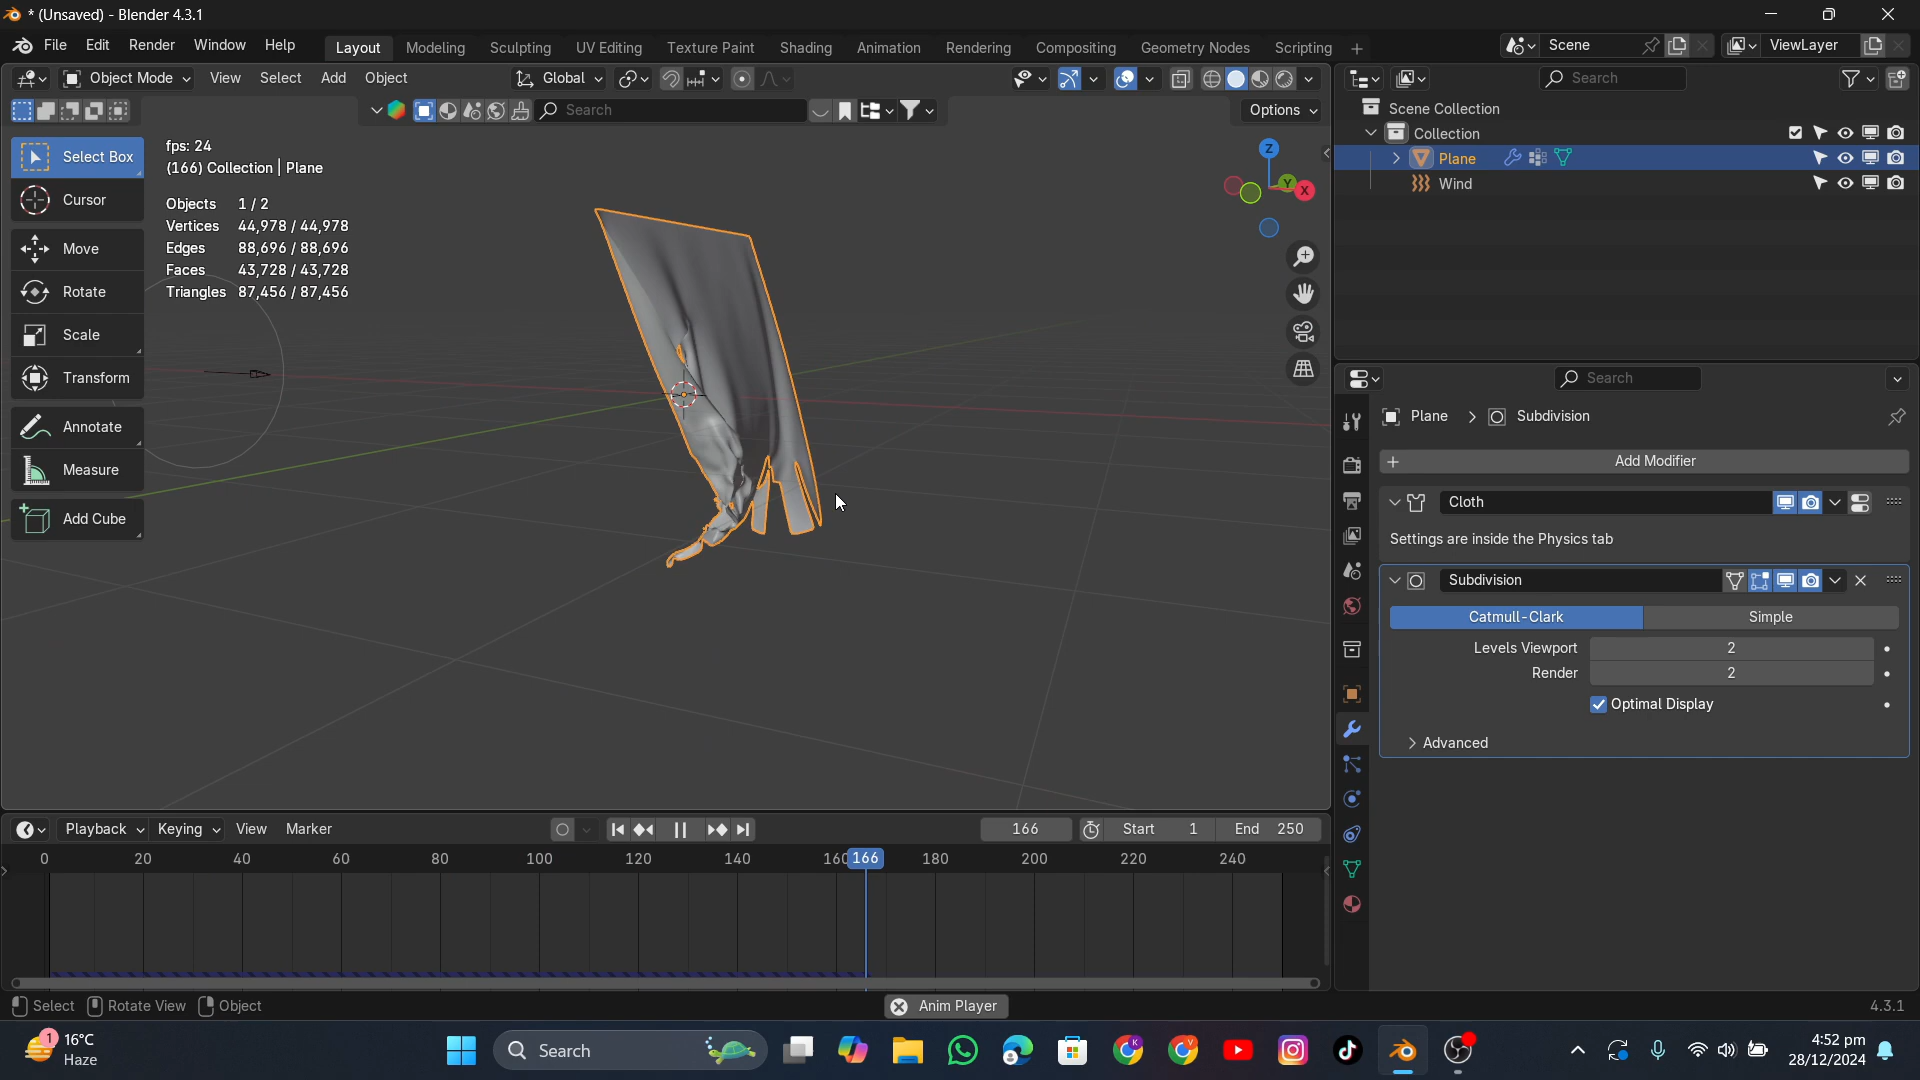 * (Unsaved) - Blender 4.3.1
File Edit Render Window Help Layout Modeling Sculpting UV Editing Texture Paint Shading Animation Rendering Compositing Geometry Nodes Scripting + Scene ViewLayer
Object Mode View Select Add Object Global Search
Search Options
Scene Collection
Collection
Plane
Wind
Select Box
Cursor
Move
Rotate
Scale
Transform
Annotate
Measure
Add Cube
fps: 24
(166) Collection | Plane
Objects 1 / 2
Vertices 44,978 / 44,978
Edges 88,696 / 88,696
Faces 43,728 / 43,728
Triangles 87,456 / 87,456
Z
Y
X
Search
Plane > Subdivision
+ Add Modifier
Cloth
Settings are inside the Physics tab
Subdivision
Catmull-Clark Simple
Levels Viewport 2
Render 2
Optimal Display
Advanced
Playback Keying View Marker 166 Start 1 End 250
0 20 40 60 80 100 120 140 160 166 180 200 220 240
Select Rotate View Object Anim Player 4.3.1
1
16°C
Haze
Search
K
V
4:52 pm
28/12/2024